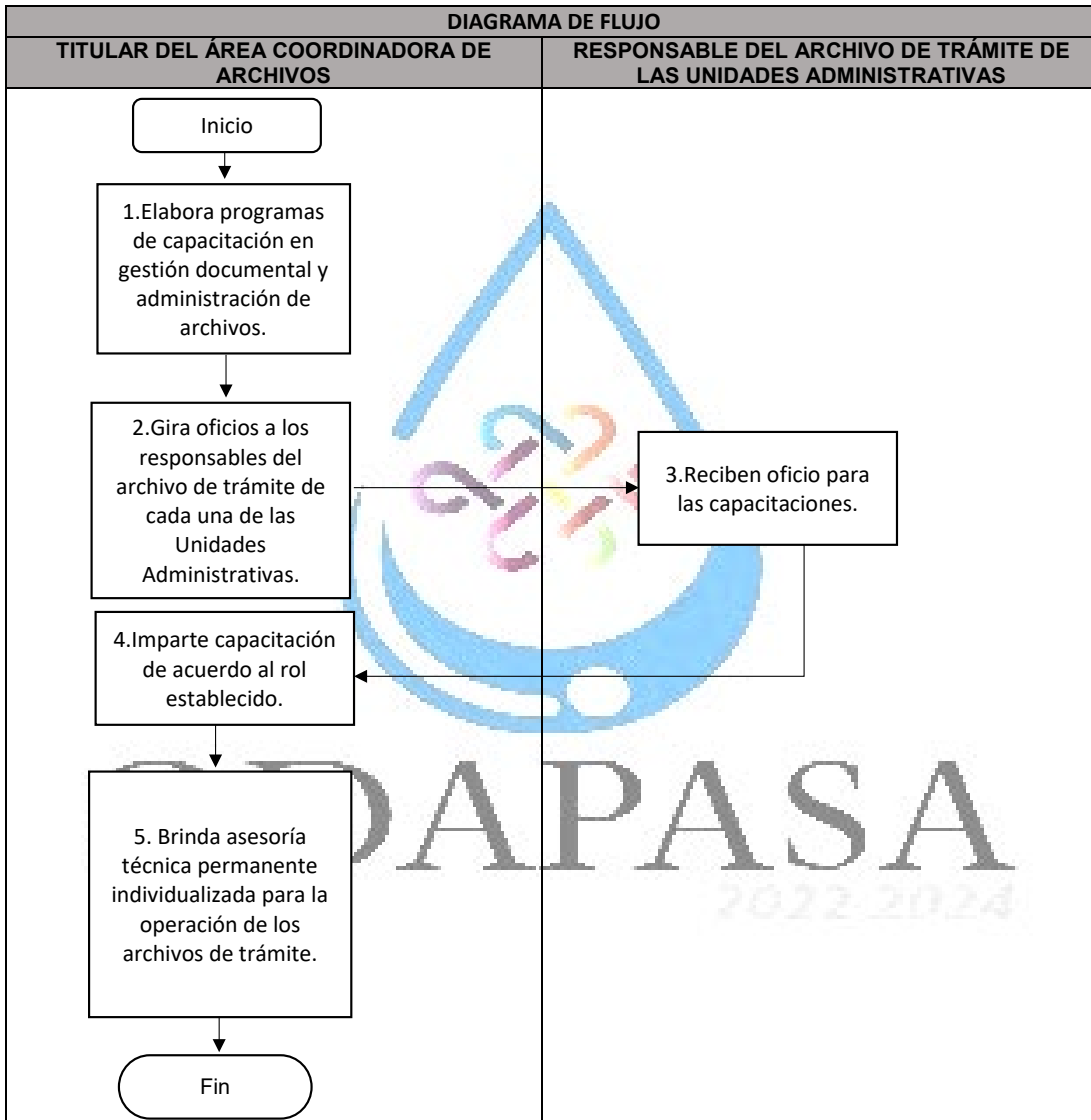 DIAGRAMA DE FLUJO
TITULAR DEL ÁREA COORDINADORA DE
ARCHIVOS
RESPONSABLE DEL ARCHIVO DE TRÁMITE DE
LAS UNIDADES ADMINISTRATIVAS
Inicio
1.Elabora programas
de capacitación en
gestión documental y
administración de
archivos.
2.Gira oficios a los
responsables del
archivo de trámite de
cada una de las
Unidades
Administrativas.
3.Reciben oficio para
las capacitaciones.
4.Imparte capacitación
de acuerdo al rol
establecido.
5. Brinda asesoría
técnica permanente
individualizada para la
operación de los
archivos de trámite.
Fin
DAPASA
2022-2024